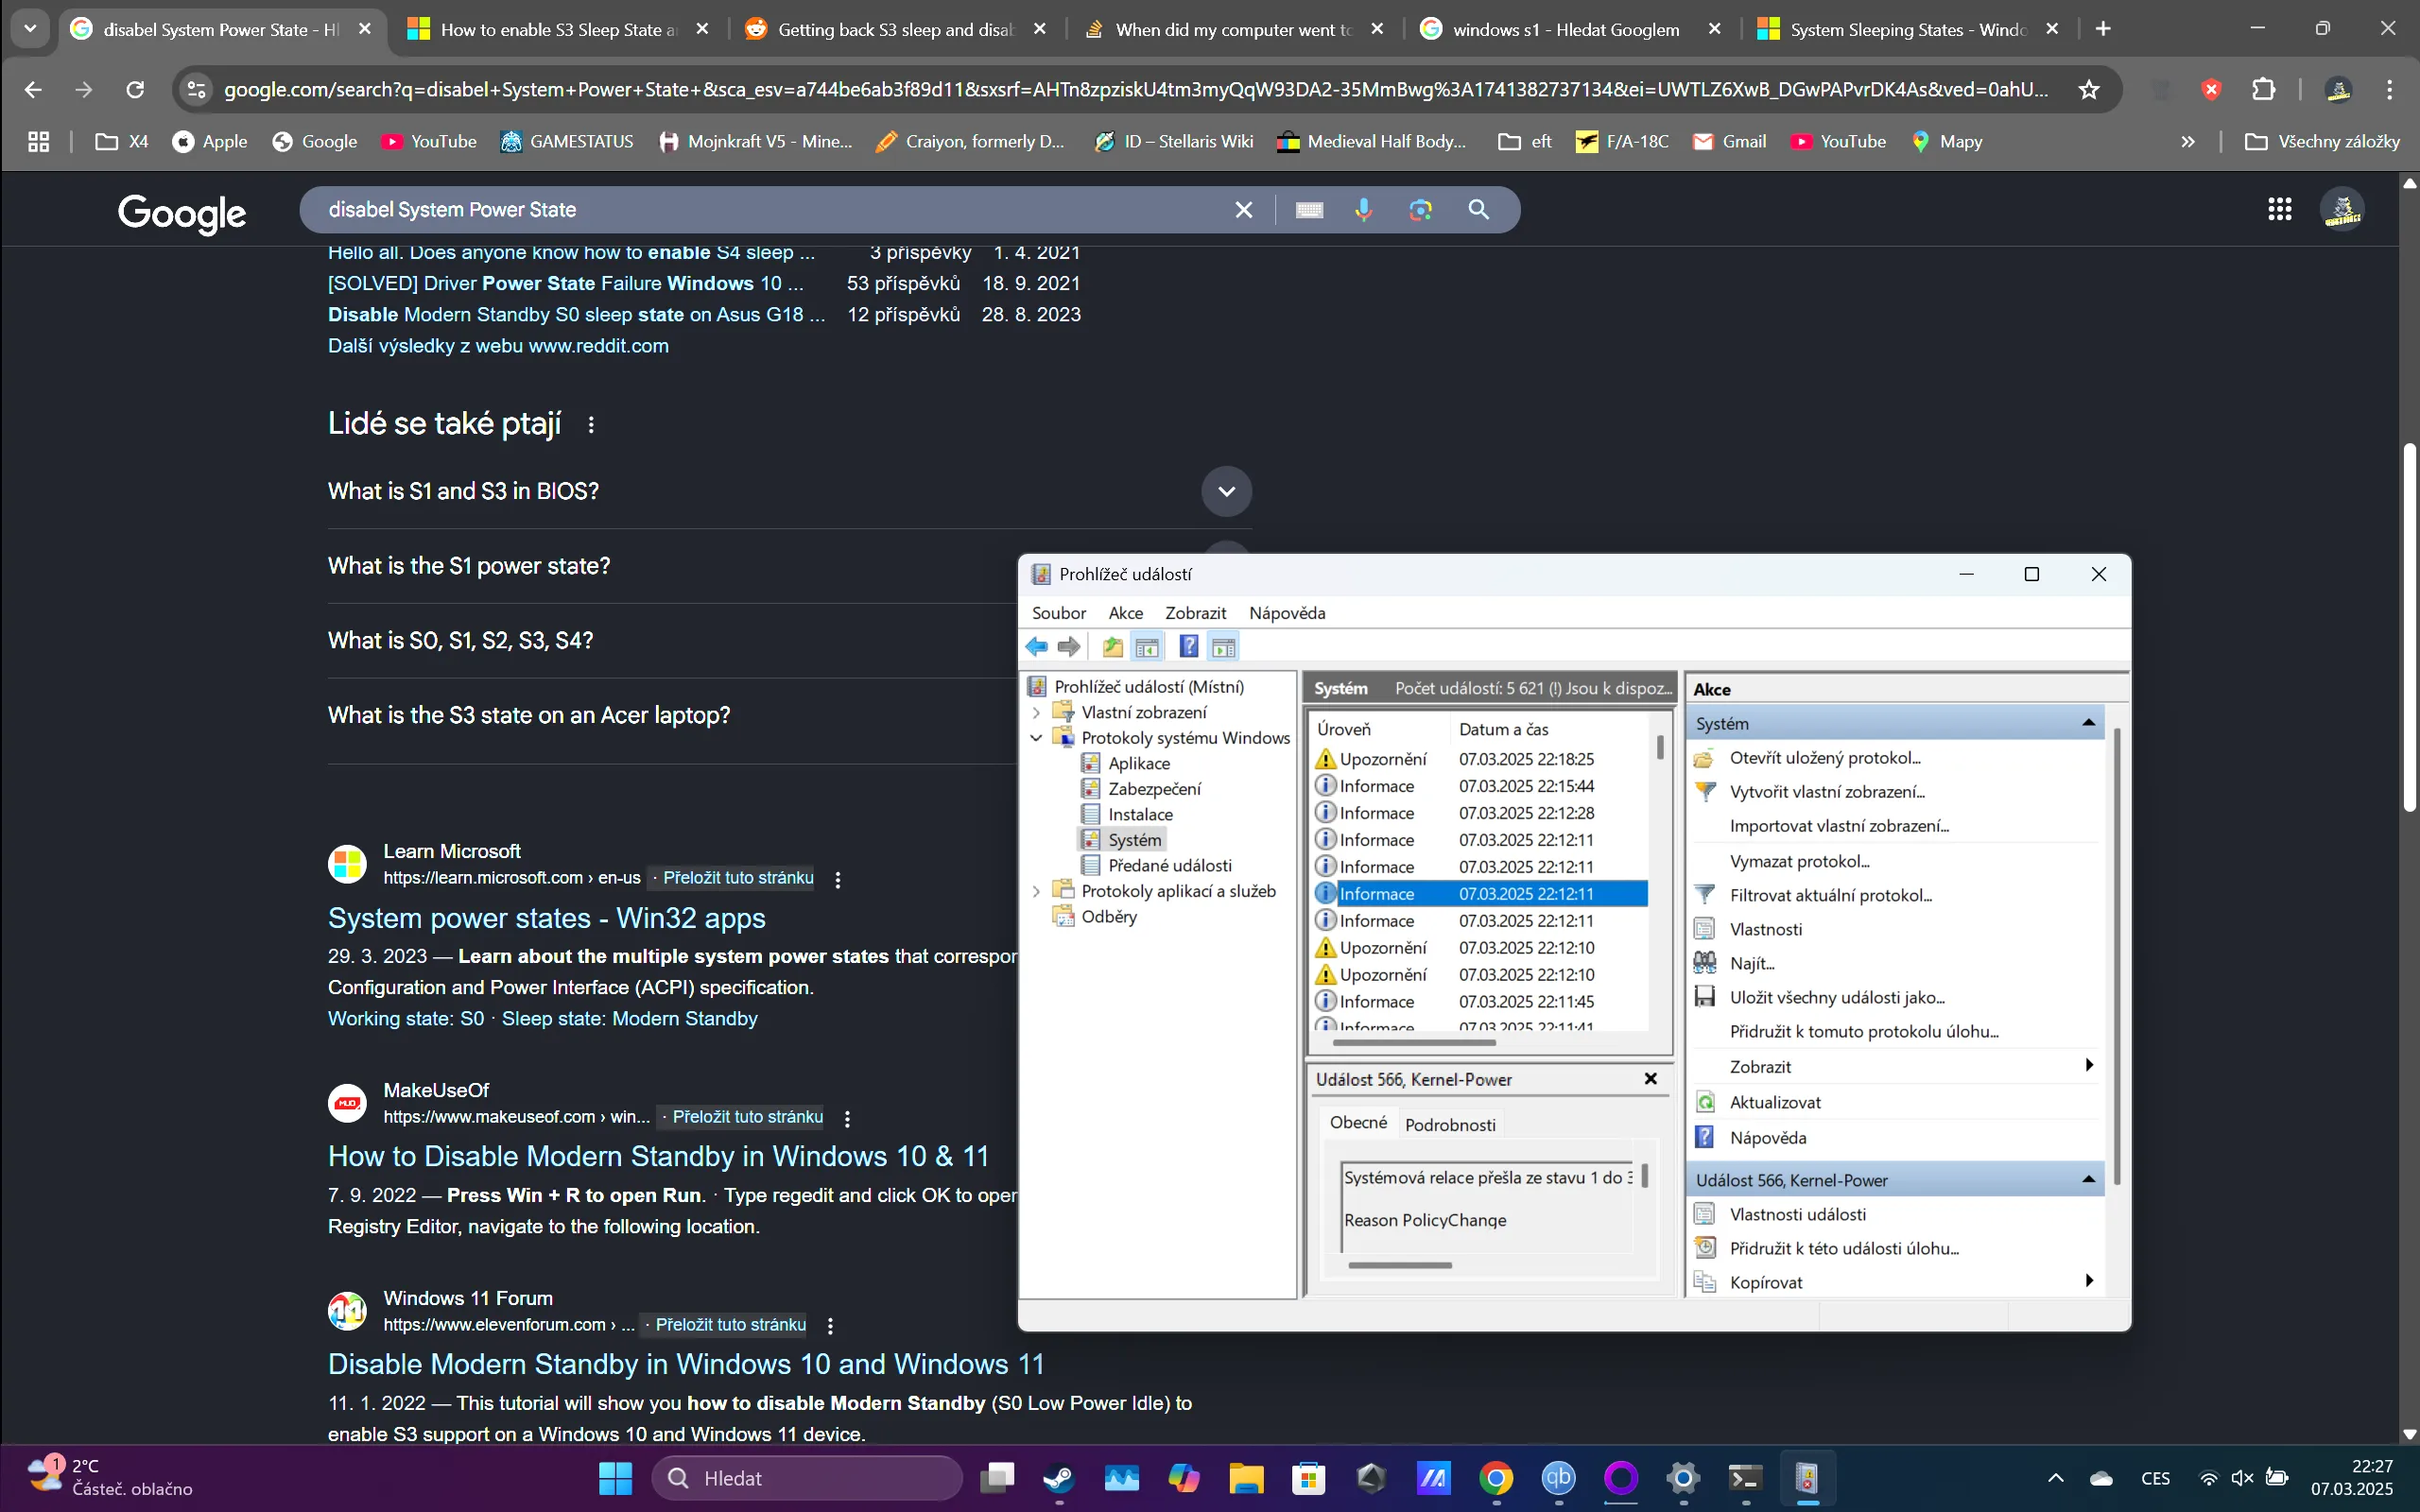 disabel System Power State - Hl
How to enable S3 Sleep State a
Getting back S3 sleep and disa
When did my computer went to
windows s1 - Hledat Googlem
System Sleeping States - Windo
google.com/search?q=disabel+System+Power+State+&sca_esv=a744be6ab3f89d11&sxsrf=AHTn8zpziskU4tm3myQqW93DA2-35MmBwg%3A1741382737134&ei=UWTLZ6XwB_DGwPAPvrDK4As&ved=0ahU...
X4
Apple
Google
YouTube
GAMESTATUS
Mojnkraft V5 - Mine...
Craiyon, formerly D...
ID – Stellaris Wiki
Medieval Half Body...
eft
F/A-18C
Gmail
YouTube
Mapy
Všechny záložky
Google
disabel System Power State
Hello all. Does anyone know how to enable S4 sleep ... 3 příspěvky 1. 4. 2021
[SOLVED] Driver Power State Failure Windows 10 ... 53 příspěvků 18. 9. 2021
Disable Modern Standby S0 sleep state on Asus G18 ... 12 příspěvků 28. 8. 2023
Další výsledky z webu www.reddit.com
Lidé se také ptají
What is S1 and S3 in BIOS?
What is the S1 power state?
What is S0, S1, S2, S3, S4?
What is the S3 state on an Acer laptop?
Learn Microsoft
https://learn.microsoft.com › en-us · Přeložit tuto stránku
System power states - Win32 apps
29. 3. 2023 — Learn about the multiple system power states that correspor
Configuration and Power Interface (ACPI) specification.
Working state: S0 · Sleep state: Modern Standby
MUO
MakeUseOf
https://www.makeuseof.com › win... · Přeložit tuto stránku
How to Disable Modern Standby in Windows 10 & 11
7. 9. 2022 — Press Win + R to open Run. · Type regedit and click OK to oper
Registry Editor, navigate to the following location.
11
Windows 11 Forum
https://www.elevenforum.com › ... · Přeložit tuto stránku
Disable Modern Standby in Windows 10 and Windows 11
11. 1. 2022 — This tutorial will show you how to disable Modern Standby (S0 Low Power Idle) to
enable S3 support on a Windows 10 and Windows 11 device.
Prohlížeč událostí
Soubor Akce Zobrazit Nápověda
Prohlížeč událostí (Místní)
Vlastní zobrazení
Protokoly systému Windows
Aplikace
Zabezpečení
Instalace
Systém
Předané události
Protokoly aplikací a služeb
Odběry
Systém Počet událostí: 5 621 (!) Jsou k dispoz...
Úroveň Datum a čas
Upozornění 07.03.2025 22:18:25
Informace 07.03.2025 22:15:44
Informace 07.03.2025 22:12:28
Informace 07.03.2025 22:12:11
Informace 07.03.2025 22:12:11
Informace 07.03.2025 22:12:11
Informace 07.03.2025 22:12:11
Upozornění 07.03.2025 22:12:10
Upozornění 07.03.2025 22:12:10
Informace 07.03.2025 22:11:45
Informace 07.03.2025 22:11:41
Událost 566, Kernel-Power
Obecné Podrobnosti
Systémová relace přešla ze stavu 1 do 3
Reason PolicyChange
Akce
Systém
Otevřít uložený protokol...
Vytvořit vlastní zobrazení...
Importovat vlastní zobrazení...
Vymazat protokol...
Filtrovat aktuální protokol...
Vlastnosti
Najít...
Uložit všechny události jako...
Přidružit k tomuto protokolu úlohu...
Zobrazit
Aktualizovat
Nápověda
Událost 566, Kernel-Power
Vlastnosti události
Přidružit k této události úlohu...
Kopírovat
1
2°C
Částeč. oblačno
Hledat
qb
CES
22:27
07.03.2025